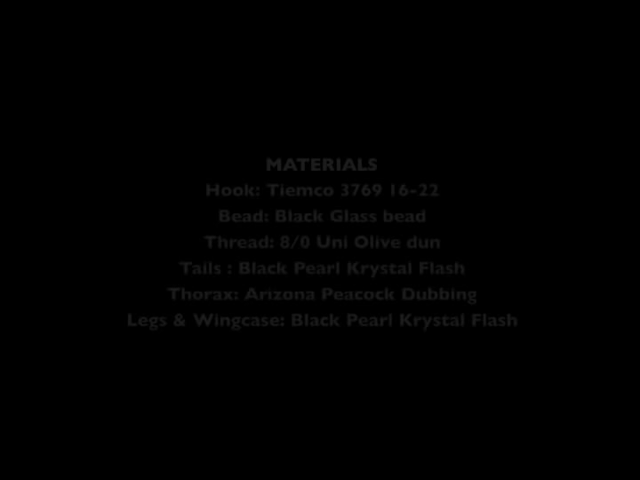 MATERIALS
Hook: Tiemco 3769 16-22
Bead: Black Glass bead
Thread: 8/0 Uni Olive dun
Tails : Black Pearl Krystal Flash
Thorax: Arizona Peacock Dubbing
Legs & Wingcase: Black Pearl Krystal Flash